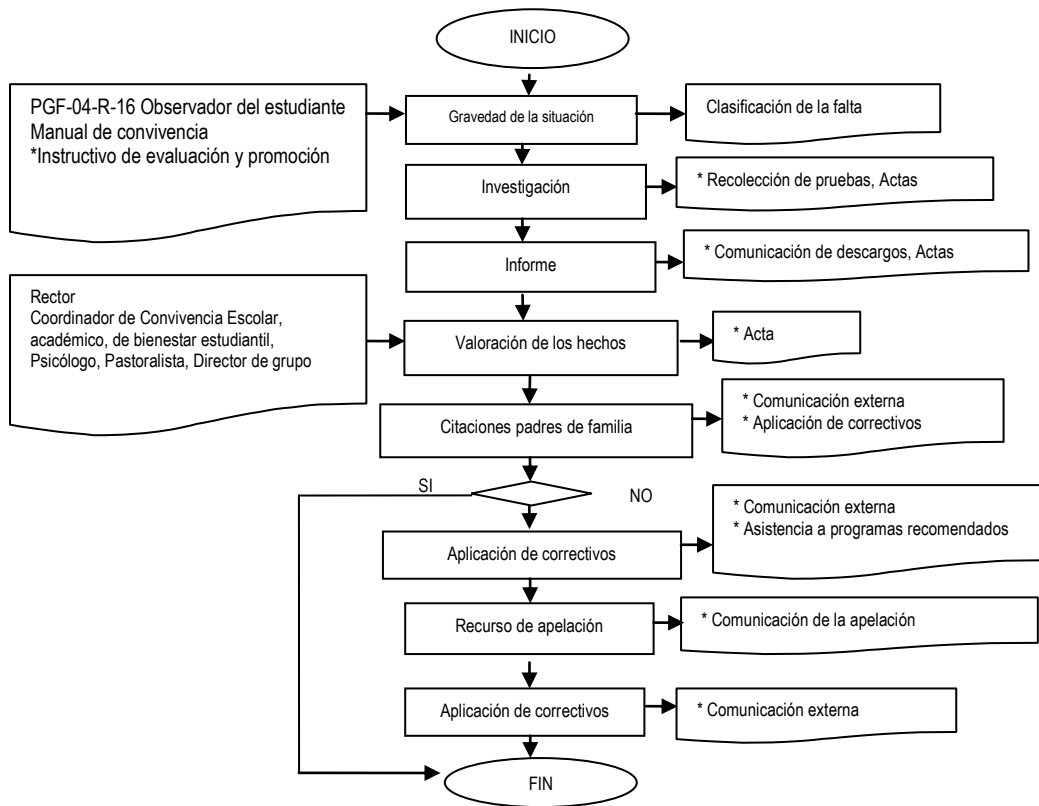 INICIO
PGF-04-R-16 Observador del estudiante
Manual de convivencia
*Instructivo de evaluación y promoción
Gravedad de la situación
Clasificación de la falta
Investigación
* Recolección de pruebas, Actas
Informe
* Comunicación de descargos, Actas
Rector
Coordinador de Convivencia Escolar,
académico, de bienestar estudiantil,
Psicólogo, Pastoralista, Director de grupo
Valoración de los hechos
* Acta
Citaciones padres de familia
* Comunicación externa
* Aplicación de correctivos
SI
NO
Aplicación de correctivos
* Comunicación externa
* Asistencia a programas recomendados
Recurso de apelación
* Comunicación de la apelación
Aplicación de correctivos
* Comunicación externa
FIN